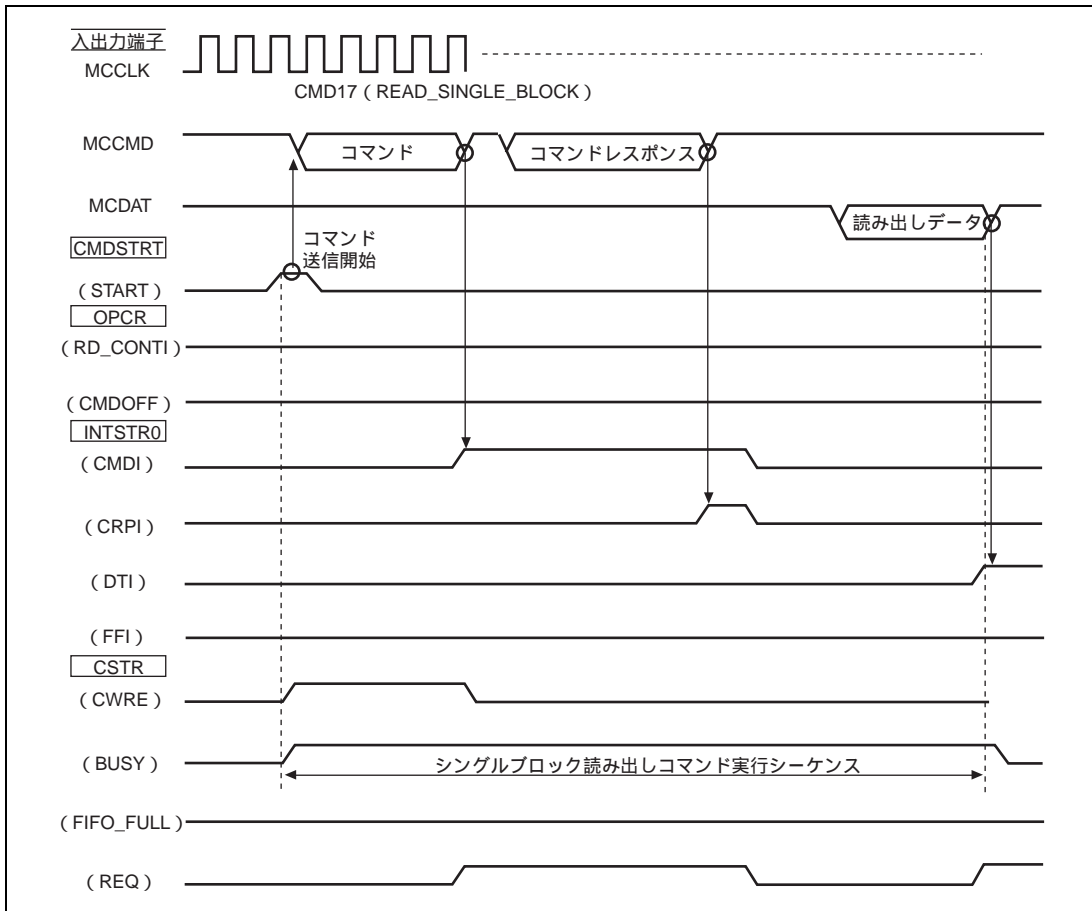 入出力端子
MCCLK
CMD17（READ_SINGLE_BLOCK）
MCCMD
コマンド
コマンドレスポンス
MCDAT
読み出しデータ
CMDSTRT
コマンド
送信開始
（START）
OPCR
（RD_CONTI）
（CMDOFF）
INTSTR0
（CMDI）
（CRPI）
（DTI）
（FFI）
CSTR
（CWRE）
（BUSY）
シングルブロック読み出しコマンド実行シーケンス
（FIFO_FULL）
（REQ）